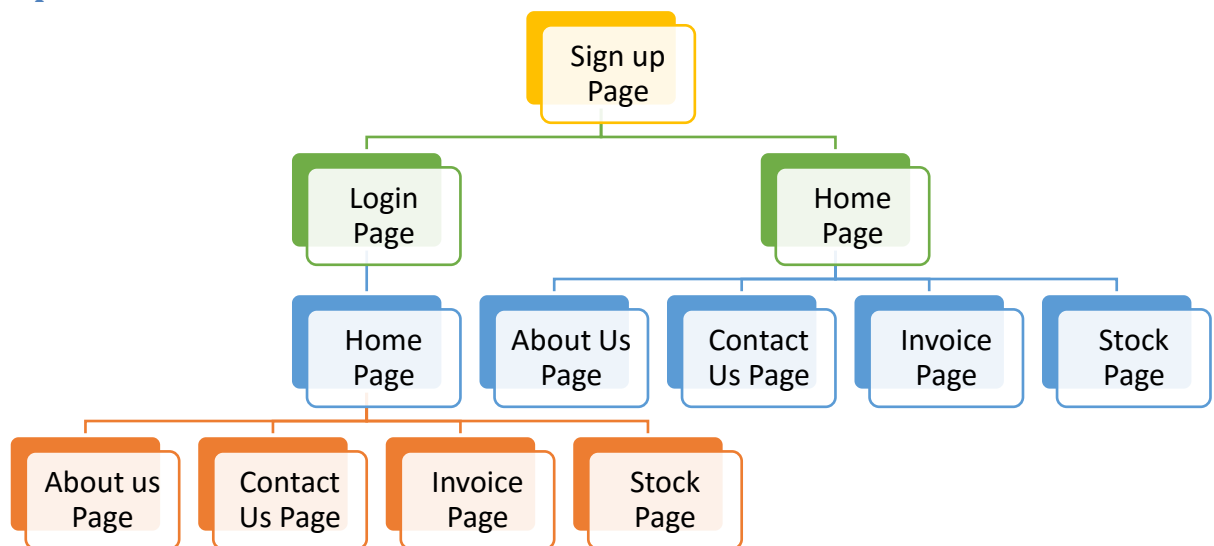 Sign up
Page
Login
Page
Home
Page
Home
Page
About Us
Page
Contact
Us Page
Invoice
Page
Stock
Page
About us
Page
Contact
Us Page
Invoice
Page
Stock
Page